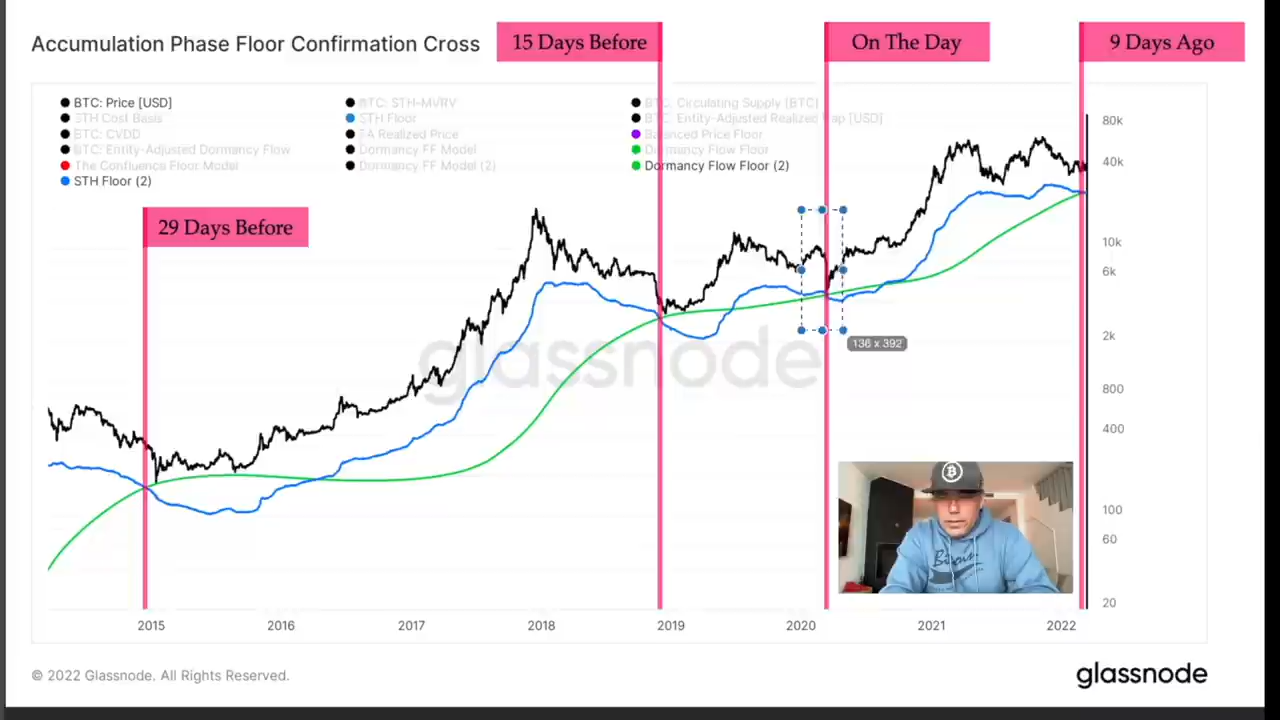 Accumulation Phase Floor Confirmation Cross
15 Days Before
On The Day
9 Days Ago
BTC: Price [USD]
BTC: STH-MVRV
BTC: Circulating Supply [BTC]
STH Cost Basis
STH Floor
BTC: Entity-Adjusted Realized Cap [USD]
BTC: CVDD
EA Realized Price
Balanced Price Floor
BTC: Entity-Adjusted Dormancy Flow
Dormancy FF Model
Dormancy Flow Floor
The Confluence Floor Model
Dormancy FF Model (2)
Dormancy Flow Floor (2)
STH Floor (2)
29 Days Before
80k
40k
10k
6k
2k
800
400
100
60
20
136 x 392
glassnode
2015
2016
2017
2018
2019
2020
2021
2022
© 2022 Glassnode. All Rights Reserved.
glassnode